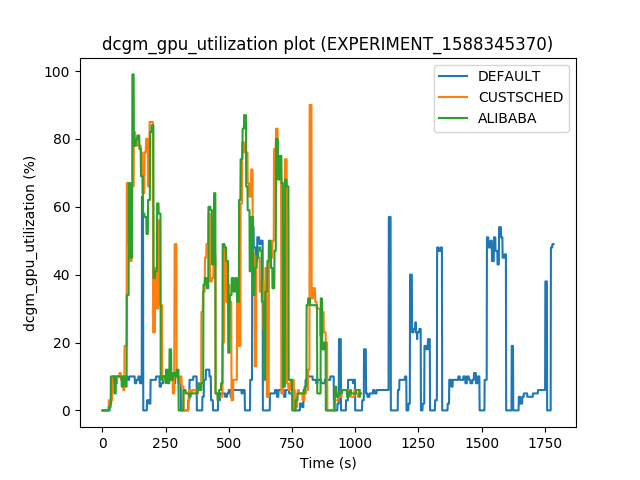 dcgm_gpu_utilization plot (EXPERIMENT_1588345370)
DEFAULT
CUSTSCHED
ALIBABA
dcgm_gpu_utilization (%)
100
80
60
40
20
0
0 250 500 750 1000 1250 1500 1750
Time (s)